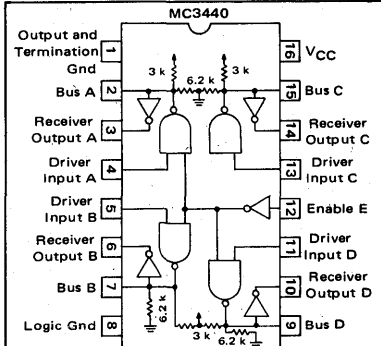 MC3440
Output and
Termination
Gnd
1
16
VCC
3 k
3 k
6.2 k
Bus A
2
15
Bus C
Receiver
Output A
3
14
Receiver
Output C
Driver
Input A
4
13
Driver
Input C
Driver
Input B
5
12
Enable E
Receiver
Output B
6
11
Driver
Input D
Bus B
7
10
Receiver
Output D
6.2 k
Logic Gnd
8
3 k
6.2 k
9
Bus D